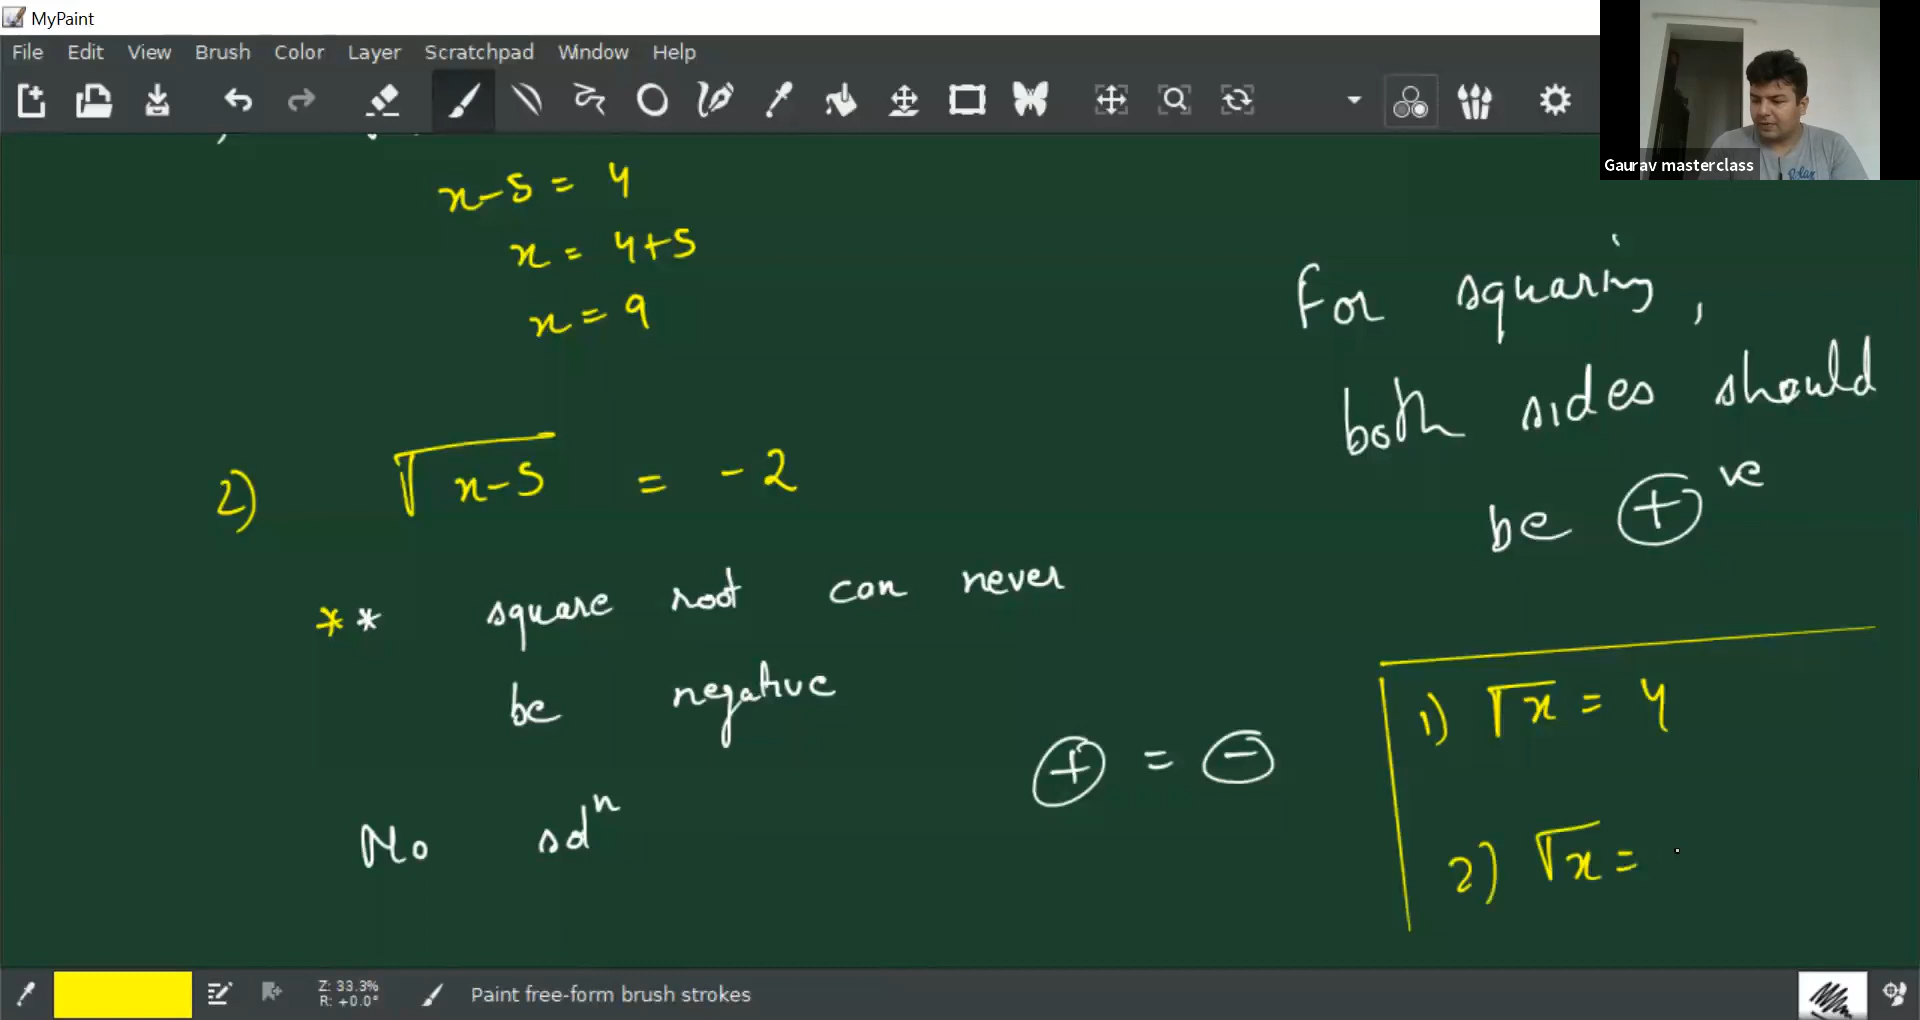 MyPaint
File Edit View Brush Color Layer Scratchpad Window Help
Gaurav masterclass
x-5 = 4
x = 4+5
x = 9
For squaring,
both sides should
be ⊕ve
2) √x-5 = -2
** square root can never
be negative
⊕ = ⊖
No solⁿ
1) √x = 4
2) √x =
Z: 33.3%
R: +0.0°
Paint free-form brush strokes